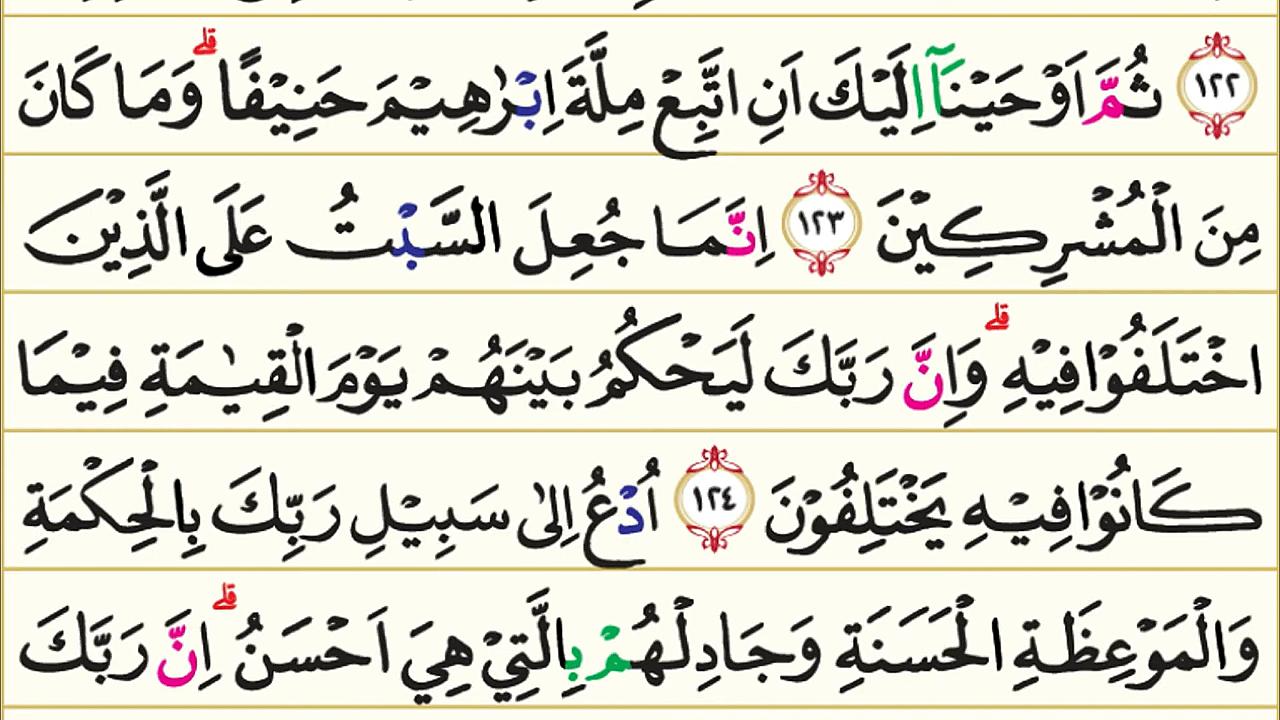 ١٢٢ ثُمَّ اَوْحَيْنَآ اِلَيْكَ اَنِ اتَّبِعْ مِلَّةَ اِبْرٰهِيْمَ حَنِيْفًا ۗ وَمَا كَانَ
مِنَ الْمُشْرِكِيْنَ ١٢٣ اِنَّمَا جُعِلَ السَّبْتُ عَلَى الَّذِيْنَ
اخْتَلَفُوْا فِيْهِ ۗ وَاِنَّ رَبَّكَ لَيَحْكُمُ بَيْنَهُمْ يَوْمَ الْقِيٰمَةِ فِيْمَا
كَانُوْا فِيْهِ يَخْتَلِفُوْنَ ١٢٤ اُدْعُ اِلٰى سَبِيْلِ رَبِّكَ بِالْحِكْمَةِ
وَالْمَوْعِظَةِ الْحَسَنَةِ وَجَادِلْهُمْ بِالَّتِيْ هِيَ اَحْسَنُ ۗ اِنَّ رَبَّكَ